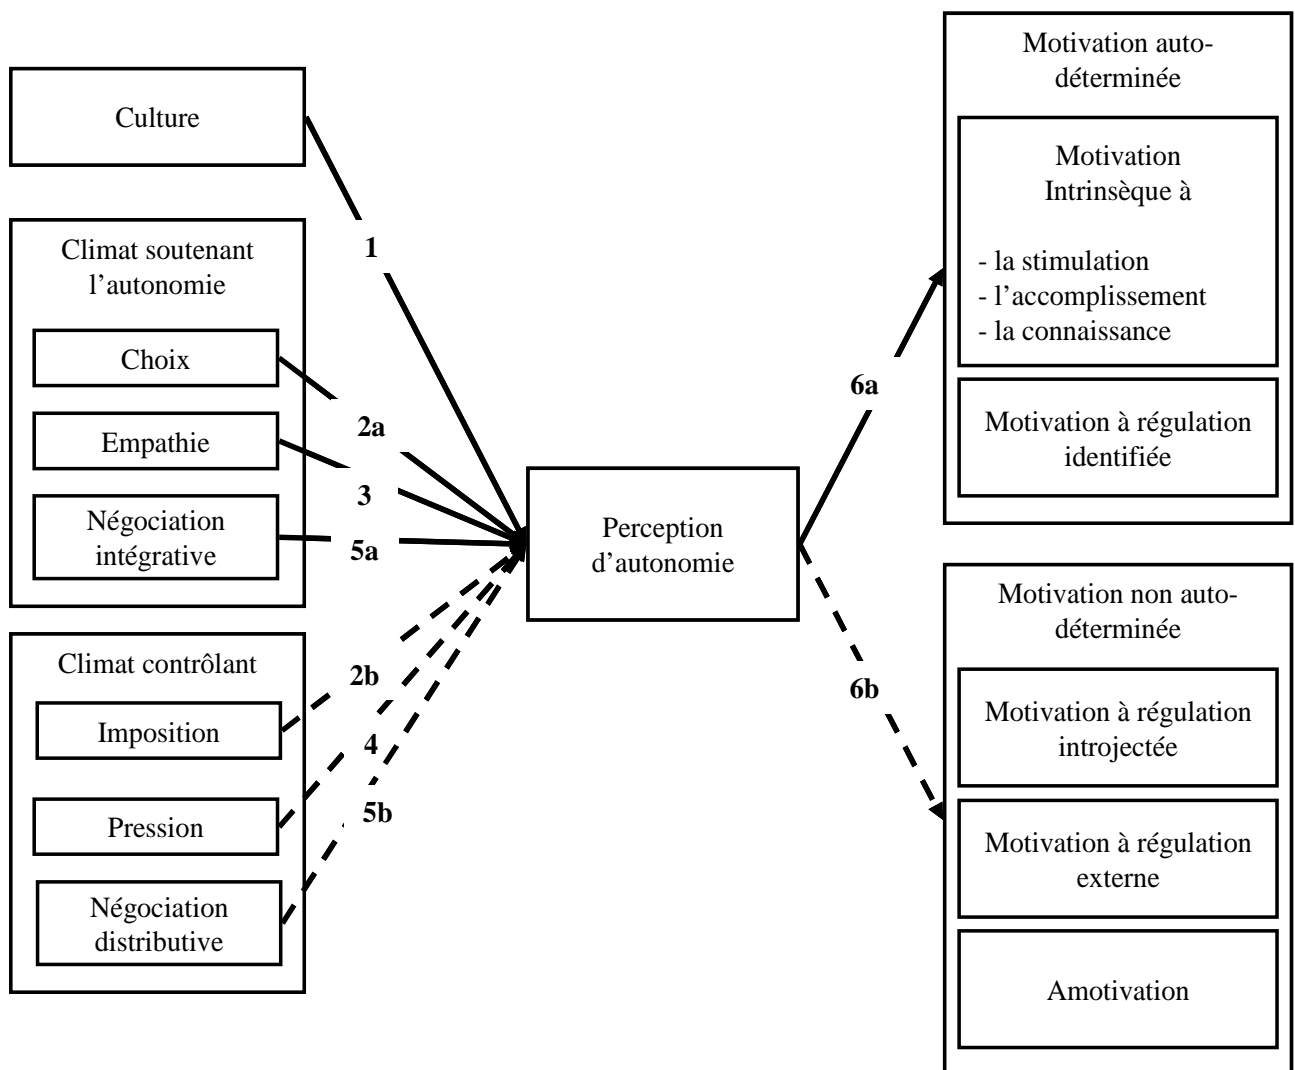 Culture
Climat soutenant
l’autonomie
Choix
Empathie
Négociation
intégrative
Climat contrôlant
Imposition
Pression
Négociation
distributive
1
2a
3
5a
2b
4
5b
Perception
d’autonomie
6a
6b
Motivation auto-
déterminée
Motivation
Intrinsèque à
- la stimulation
- l’accomplissement
- la connaissance
Motivation à régulation
identifiée
Motivation non auto-
déterminée
Motivation à régulation
introjectée
Motivation à régulation
externe
Amotivation